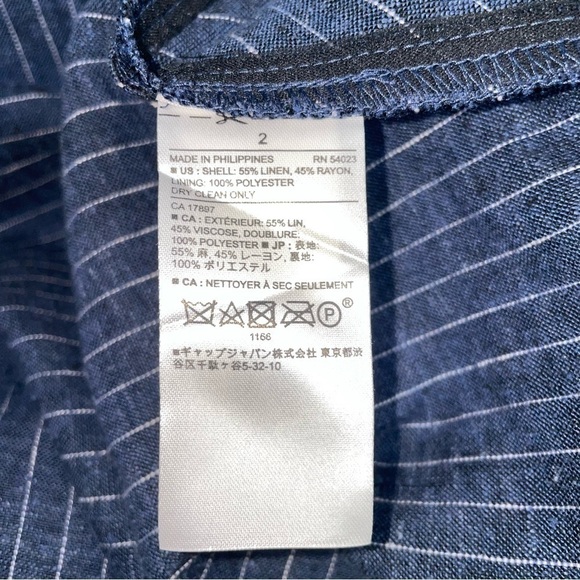 2
MADE IN PHILIPPINES RN 54023
■ US : SHELL: 55% LINEN, 45% RAYON,
LINING: 100% POLYESTER
DRY CLEAN ONLY
CA 17897
■ CA : EXTÉRIEUR: 55% LIN,
45% VISCOSE, DOUBLURE,
100% POLYESTER ■ JP : 表地:
55% 麻, 45% レーヨン, 裏地:
100% ポリエステル
■ CA : NETTOYER À SEC SEULEMENT
P®
1166
■ギャップジャパン株式会社 東京都渋
谷区千駄ヶ谷5-32-10